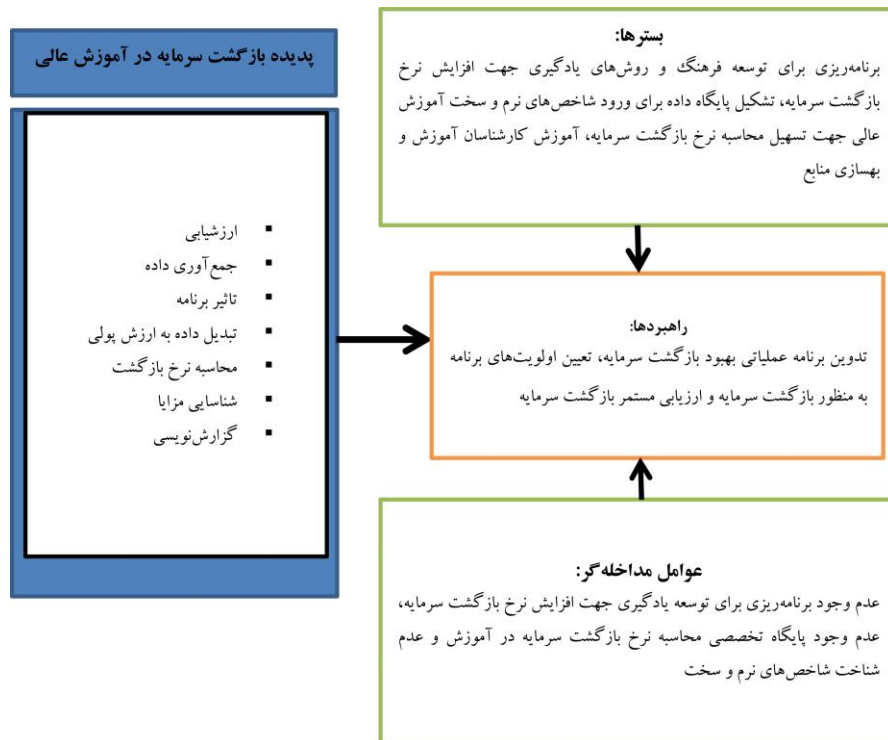 پدیده بازگشت سرمایه در آموزش عالی
ارزشیابی
جمع‌آوری داده
تاثیر برنامه
تبدیل داده به ارزش پولی
محاسبه نرخ بازگشت
شناسایی مزایا
گزارش‌نویسی
بسترها:
برنامه‌ریزی برای توسعه فرهنگ و روش‌های یادگیری جهت افزایش نرخ
بازگشت سرمایه، تشکیل پایگاه داده برای ورود شاخص‌های نرم و سخت آموزش
عالی جهت تسهیل محاسبه نرخ بازگشت سرمایه، آموزش کارشناسان آموزش و
بهسازی منابع
راهبردها:
تدوین برنامه عملیاتی بهبود بازگشت سرمایه، تعیین اولویت‌های برنامه
به منظور بازگشت سرمایه و ارزیابی مستمر بازگشت سرمایه
عوامل مداخله‌گر:
عدم وجود برنامه‌ریزی برای توسعه یادگیری جهت افزایش نرخ بازگشت سرمایه،
عدم وجود پایگاه تخصصی محاسبه نرخ بازگشت سرمایه در آموزش و عدم
شناخت شاخص‌های نرم و سخت